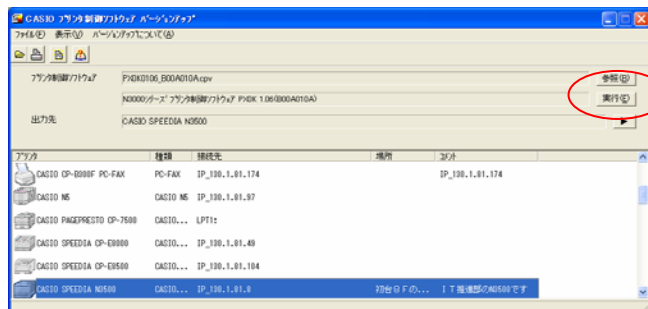 CASIO プリンタ制御ソフトウェア バージョンアップ
ファイル(F) 表示(V) バージョンアップについて(A)
プリンタ制御ソフトウェア PXDK0106_B00A010A.cpv 参照(R)
N3000シリーズ プリンタ制御ソフトウェア PXDK 1.06(B00A010A) 実行(E)
出力先 CASIO SPEEDIA N3500
プリンタ 種類 接続先 場所 コメント
CASIO CP-B000F PC-FAX PC-FAX IP_130.1.81.174 IP_130.1.81.174
CASIO N5 CASIO N5 IP_130.1.81.97
CASIO PAGEPRESTO CP-7500 CASIO... LPT1:
CASIO SPEEDIA CP-E8000 CASIO... IP_130.1.81.49
CASIO SPEEDIA CP-E8500 CASIO... IP_130.1.81.184
CASIO SPEEDIA N3500 CASIO... IP_130.1.81.8 初台8Fの... IT推進部のN3500です